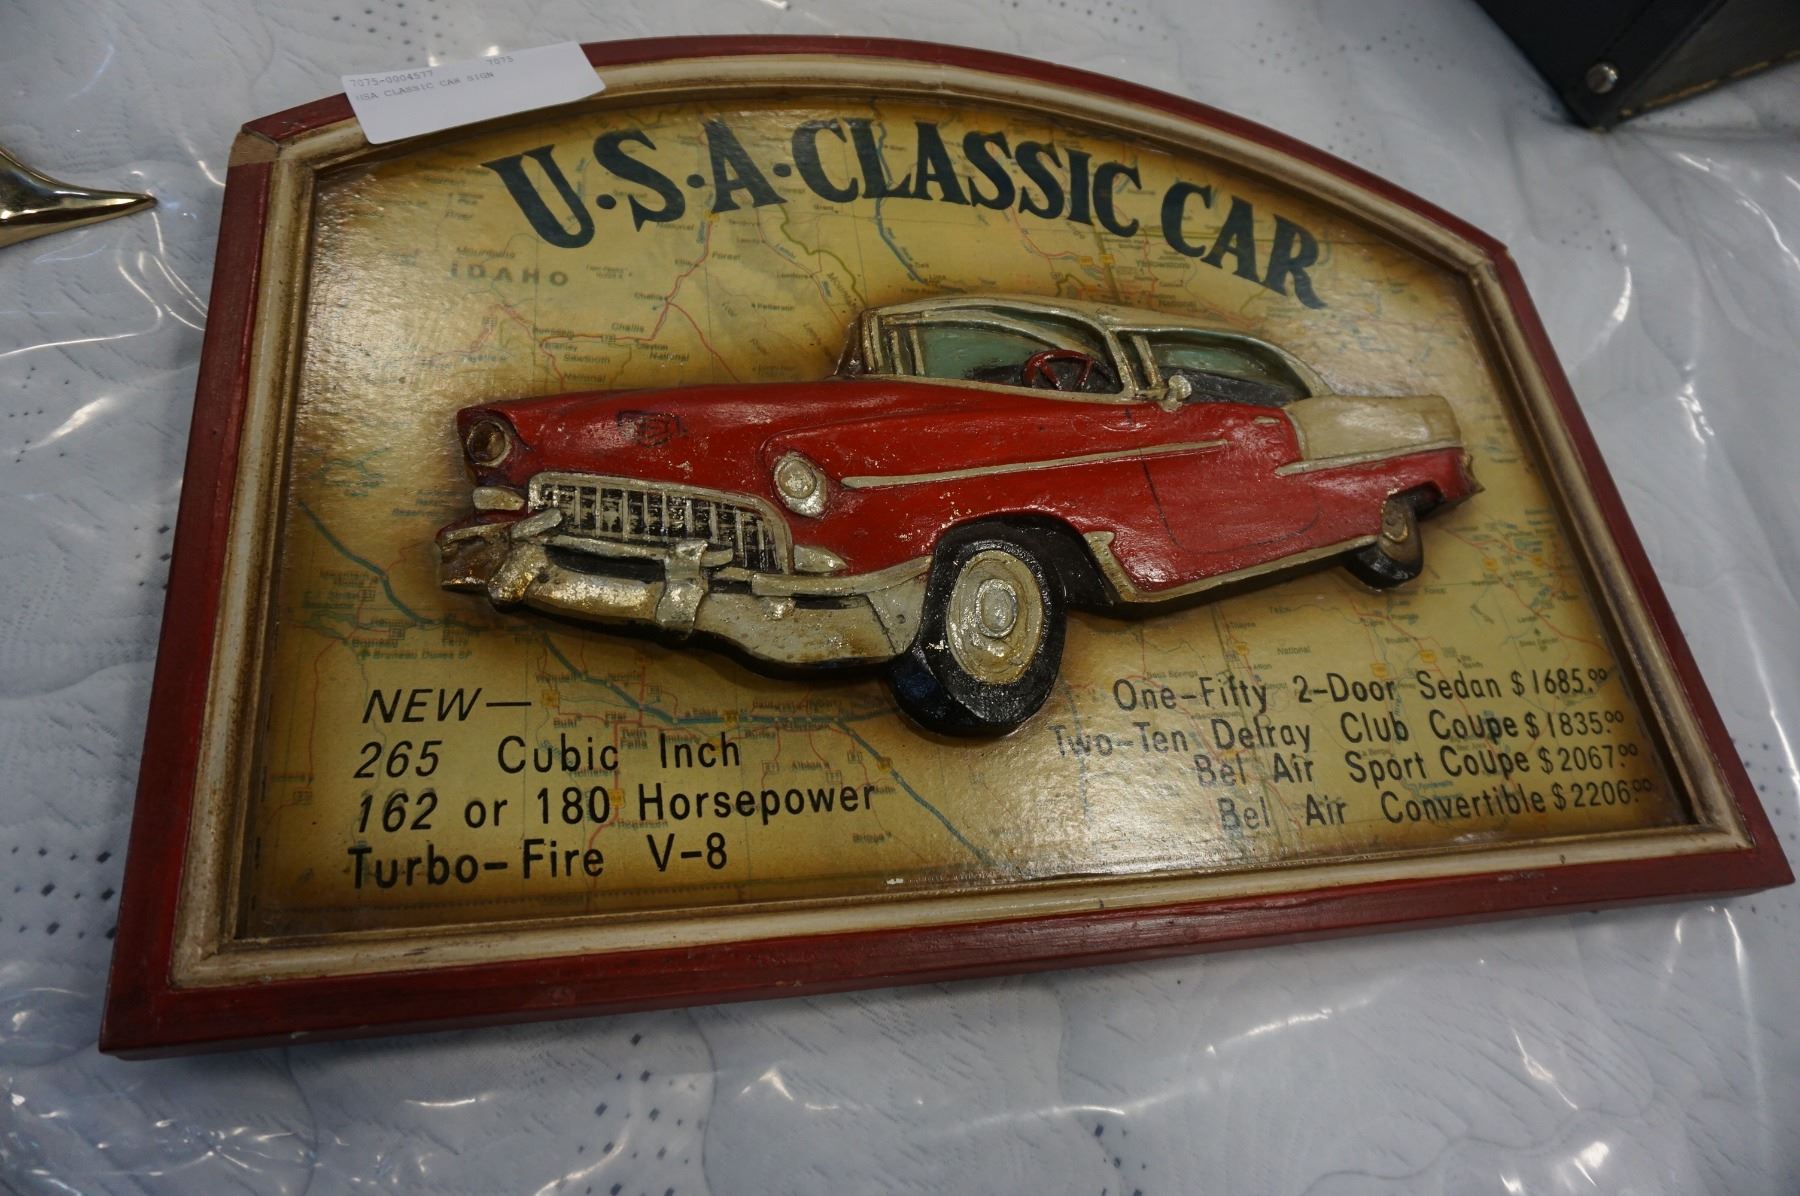 7075-0004577 7075
USA CLASSIC CAR SIGN
U.S.A. CLASSIC CAR
IDAHO
NEW—
265 Cubic Inch
162 or 180 Horsepower
Turbo-Fire V-8
One-Fifty 2-Door Sedan $1685.00
Two-Ten Delray Club Coupe $1835.00
Bel Air Sport Coupe $2067.00
Bel Air Convertible $2206.00